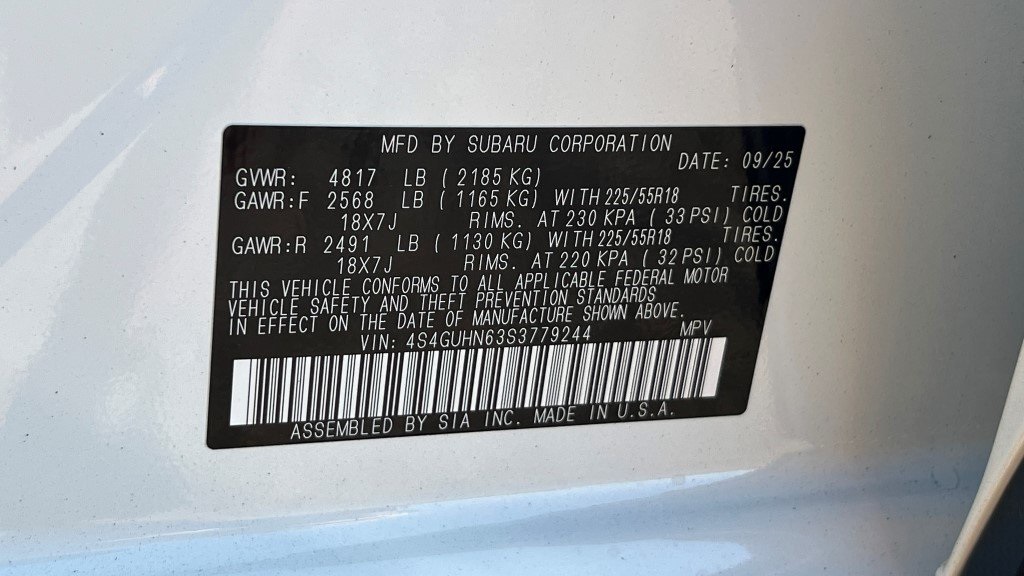 MFD BY SUBARU CORPORATION
DATE: 09/25
GVWR: 4817 LB ( 2185 KG)
GAWR:F 2568 LB ( 1165 KG) WITH 225/55R18 TIRES.
18X7J RIMS. AT 230 KPA ( 33 PSI) COLD
GAWR:R 2491 LB ( 1130 KG) WITH 225/55R18 TIRES.
18X7J RIMS. AT 220 KPA ( 32 PSI) COLD
THIS VEHICLE CONFORMS TO ALL APPLICABLE FEDERAL MOTOR
VEHICLE SAFETY AND THEFT PREVENTION STANDARDS
IN EFFECT ON THE DATE OF MANUFACTURE SHOWN ABOVE.
VIN: 4S4GUHN63S3779244 MPV
ASSEMBLED BY SIA INC. MADE IN U.S.A.